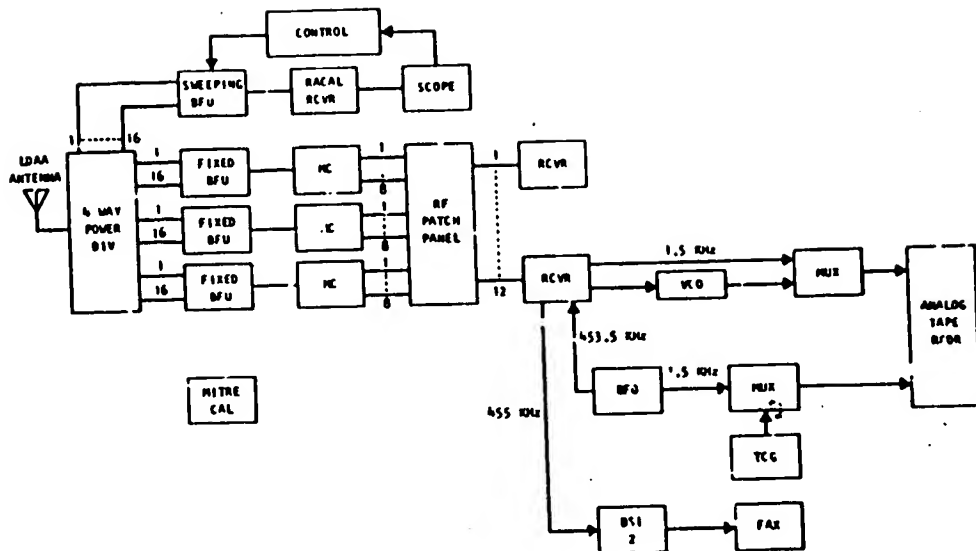 CONTROL
SWEEPING
BFU
RACAL
RCVR
SCOPE
1
16
LDAA
ANTENNA
4 WAY
POWER
DIV
1
16
FIXED
BFU
MC
1
8
1
16
FIXED
BFU
MC
1
8
1
16
FIXED
BFU
MC
1
8
RF
PATCH
PANEL
1
RCVR
12
RCVR
1.5 KHz
VCO
MUX
ANALOG
TAPE
453.5 KHz
BFO
1.5 KHz
MUX
TCG
455 KHz
MITRE
CAL
2
FAX